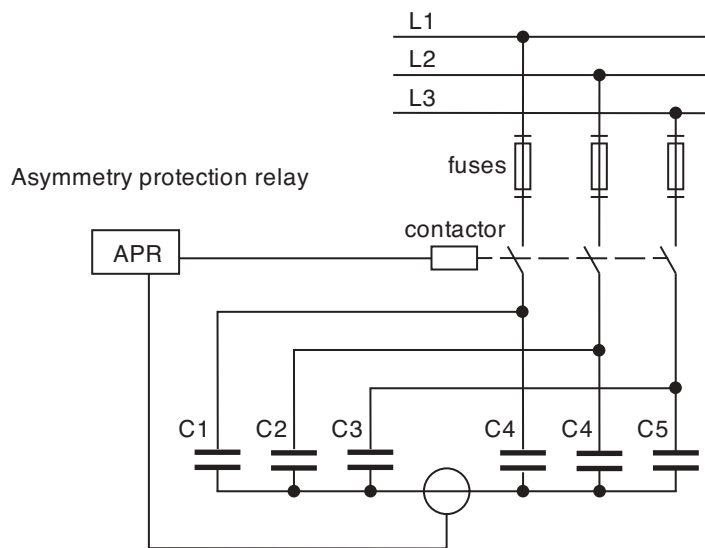 L1
L2
L3
fuses
Asymmetry protection relay
contactor
APR
C1 C2 C3 C4 C4 C5